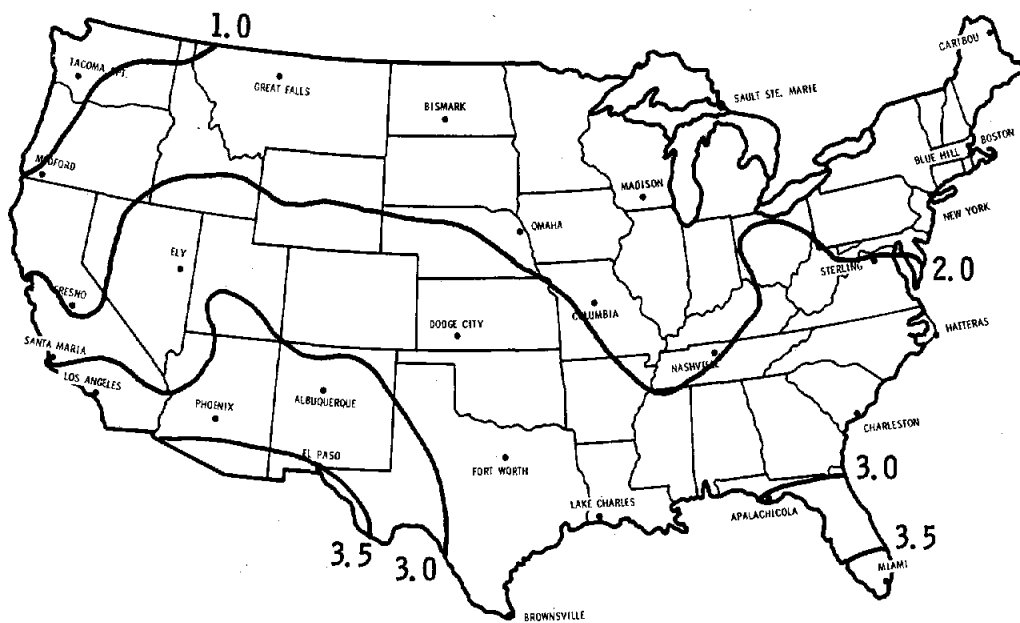 1.0
CARIBOU
TACOMA APT.
GREAT FALLS
SAULT STE. MARIE
BISMARK
BOSTON
BLUE HILL
MEDFORD
MADISON
NEW YORK
OMAHA
ELY
STERLING
2.0
FRESNO
COLUMBIA
DODGE CITY
HATTERAS
SANTA MARIA
NASHVILLE
LOS ANGELES
ALBUQUERQUE
PHOENIX
CHARLESTON
EL PASO
FORT WORTH
3.0
LAKE CHARLES
APALACHICOLA
3.5
3.5
3.0
MIAMI
BROWNSVILLE